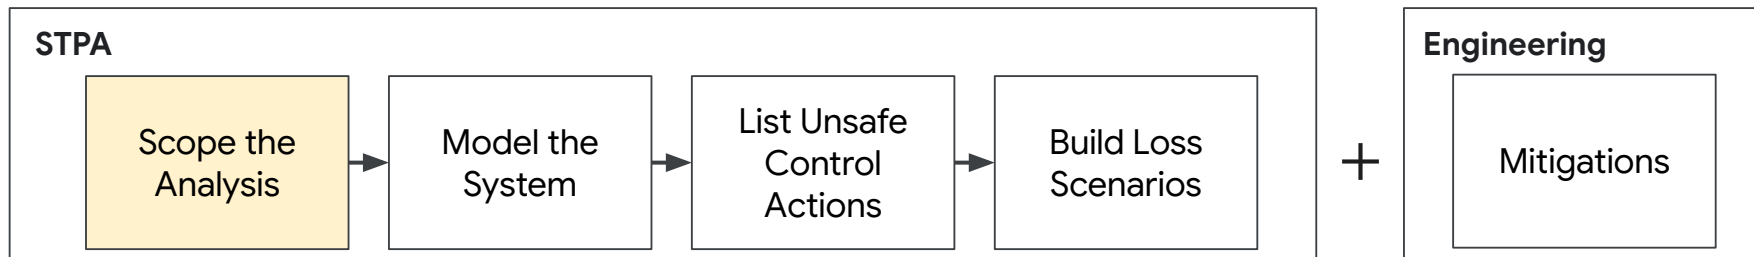 STPA
Scope the
Analysis
Model the
System
List Unsafe
Control
Actions
Build Loss
Scenarios
+
Engineering
Mitigations